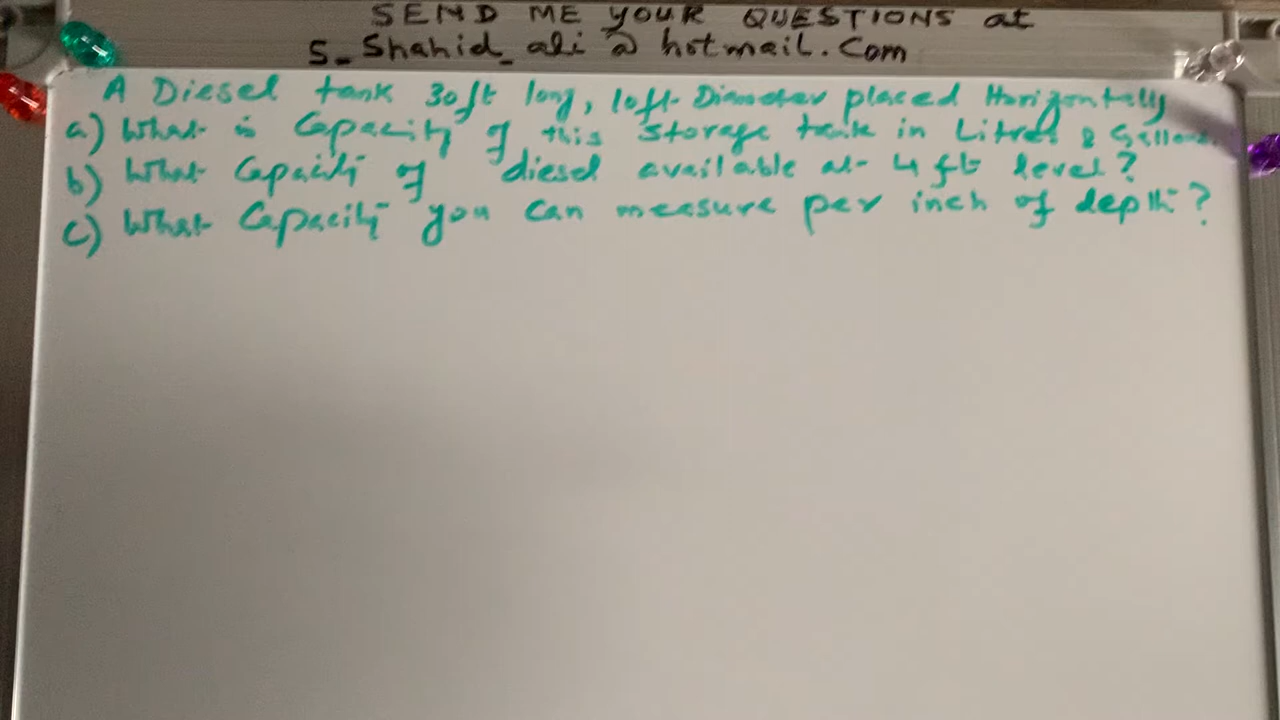 SEND ME YOUR QUESTIONS at
S_Shahid_ali@hotmail.Com
A Diesel tank 30ft long, 10ft Diameter placed Horizontally
a) What is Capacity of this storage tank in Litres & Gallons.
b) What Capacity of diesel available at 4 ft level?
c) What Capacity you can measure per inch of depth?